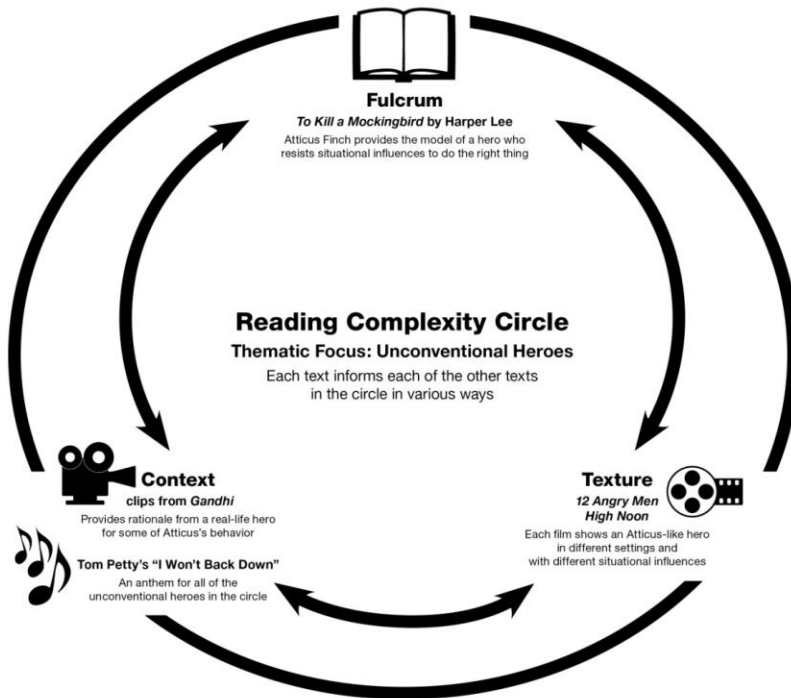 Fulcrum
To Kill a Mockingbird by Harper Lee
Atticus Finch provides the model of a hero who
resists situational influences to do the right thing
Reading Complexity Circle
Thematic Focus: Unconventional Heroes
Each text informs each of the other texts
in the circle in various ways
Context
clips from Gandhi
Provides rationale from a real-life hero
for some of Atticus's behavior
Tom Petty's “I Won't Back Down”
An anthem for all of the
unconventional heroes in the circle
Texture
12 Angry Men
High Noon
Each film shows an Atticus-like hero
in different settings and
with different situational influences